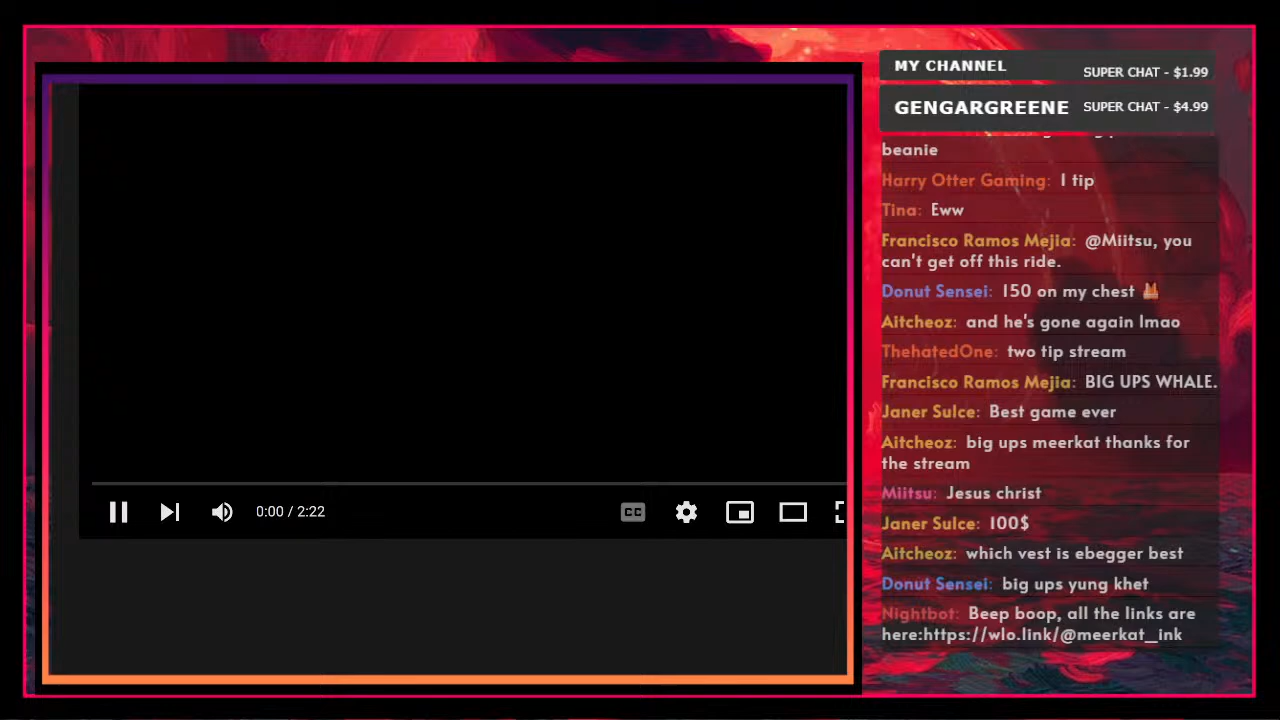 MY CHANNEL SUPER CHAT - $1.99
GENGARGREENE SUPER CHAT - $4.99
beanie
Harry Otter Gaming: 1 tip
Tina: Eww
Francisco Ramos Mejia: @Miitsu, you
can't get off this ride.
Donut Sensei: 150 on my chest
Aitcheoz: and he's gone again lmao
ThehatedOne: two tip stream
Francisco Ramos Mejia: BIG UPS WHALE.
Janer Sulce: Best game ever
Aitcheoz: big ups meerkat thanks for
the stream
Miitsu: Jesus christ
Janer Sulce: 100$
Aitcheoz: which vest is ebegger best
Donut Sensei: big ups yung khet
Nightbot: Beep boop, all the links are
here:https://wlo.link/@meerkat_ink
0:00 / 2:22
CC